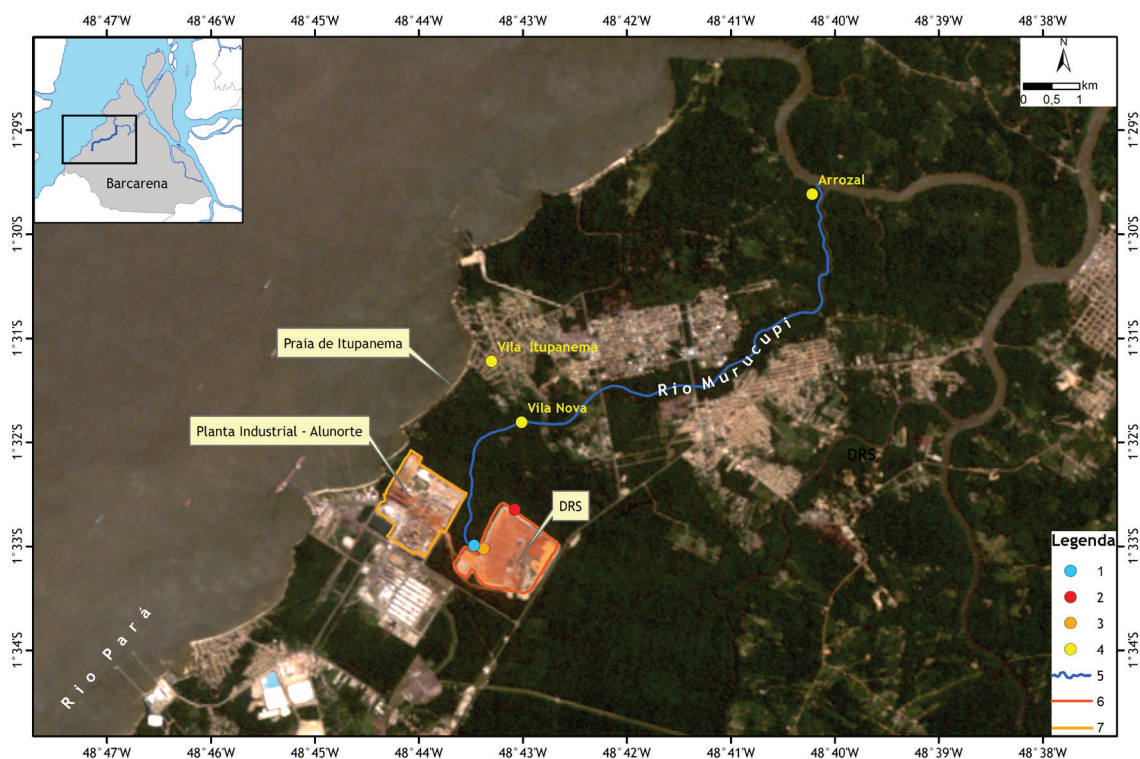 48°47'W 48°46'W 48°45'W 48°44'W 48°43'W 48°42'W 48°41'W 48°40'W 48°39'W 48°38'W
N
km
0 0,5 1
Barcarena
1°29'S 1°29'S
Arrozal
1°30'S 1°30'S
1°31'S 1°31'S
Rio Murucupi
Praia de Itupanema
Vila Itupanema
Vila Nova
Planta Industrial - Alunorte
1°32'S 1°32'S
DRS
DRS
1°33'S 1°33'S
Legenda
1
2
3
4
5
6
7
1°34'S 1°34'S
Rio Pará
48°47'W 48°46'W 48°45'W 48°44'W 48°43'W 48°42'W 48°41'W 48°40'W 48°39'W 48°38'W